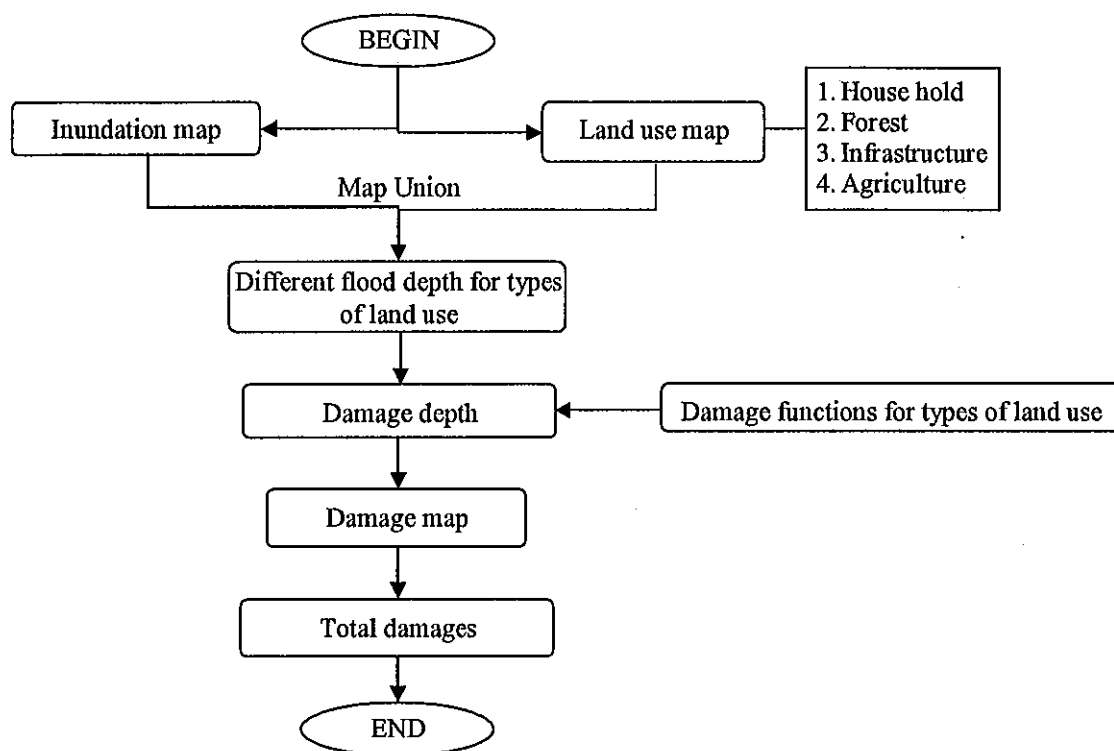 BEGIN
Inundation map
Land use map
1. House hold
2. Forest
3. Infrastructure
4. Agriculture
Map Union
Different flood depth for types
of land use
Damage depth
Damage functions for types of land use
Damage map
Total damages
END